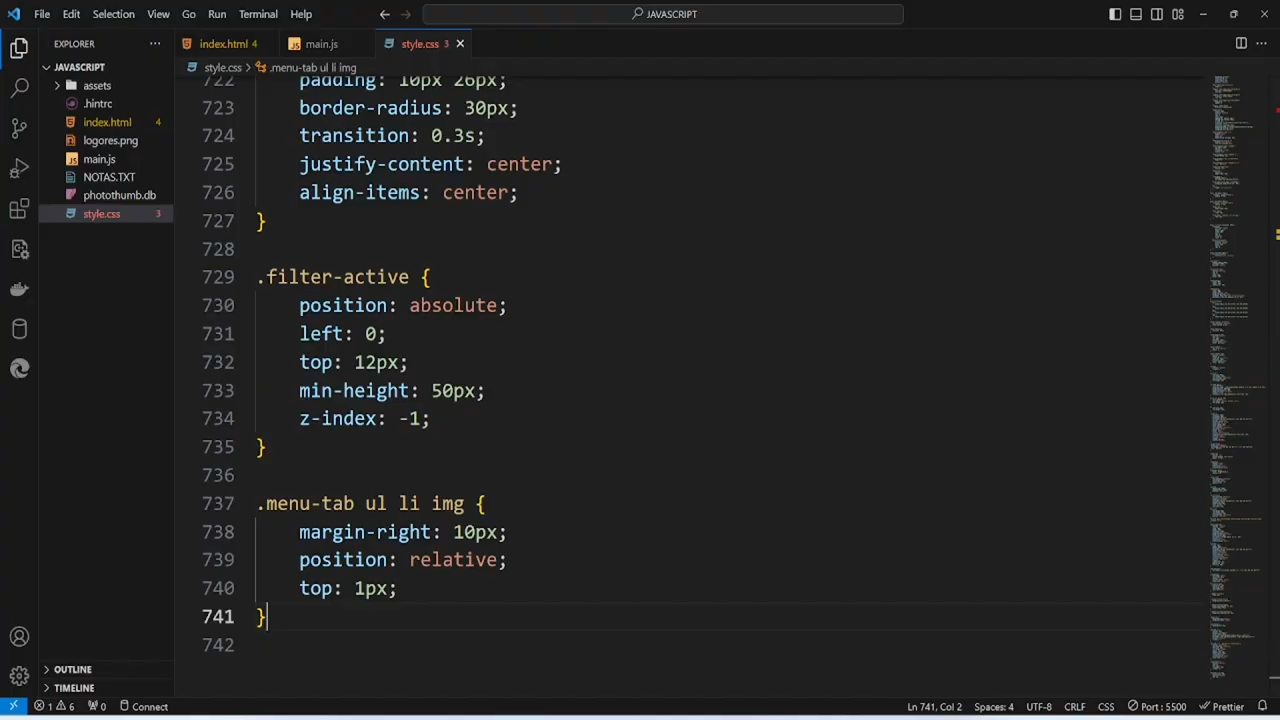 File Edit Selection View Go Run Terminal Help JAVASCRIPT
EXPLORER
index.html 4
main.js
style.css 3
JAVASCRIPT
assets
.hintrc
index.html 4
logores.png
main.js
NOTAS.TXT
photothumb.db
style.css 3
OUTLINE
TIMELINE
style.css > .menu-tab ul li img
722 padding: 10px 26px;
723 border-radius: 30px;
724 transition: 0.3s;
725 justify-content: center;
726 align-items: center;
727 }
728
729 .filter-active {
730 position: absolute;
731 left: 0;
732 top: 12px;
733 min-height: 50px;
734 z-index: -1;
735 }
736
737 .menu-tab ul li img {
738 margin-right: 10px;
739 position: relative;
740 top: 1px;
741 }
742
1 6 0 Connect Ln 741, Col 2 Spaces: 4 UTF-8 CRLF CSS Port : 5500 Prettier